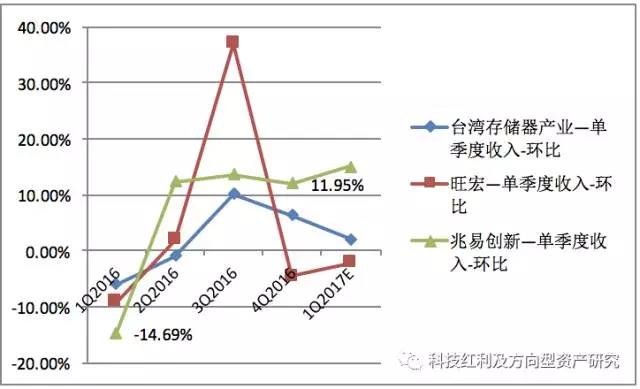 40.00%
30.00%
20.00%
10.00%
0.00%
-10.00%
-20.00%
1Q2016
2Q2016
3Q2016
4Q2016
1Q2017E
11.95%
-14.69%
台湾存储器产业—单
季度收入-环比
旺宏—单季度收入-环
比
兆易创新—单季度收
入-环比
科技红利及方向型资产研究